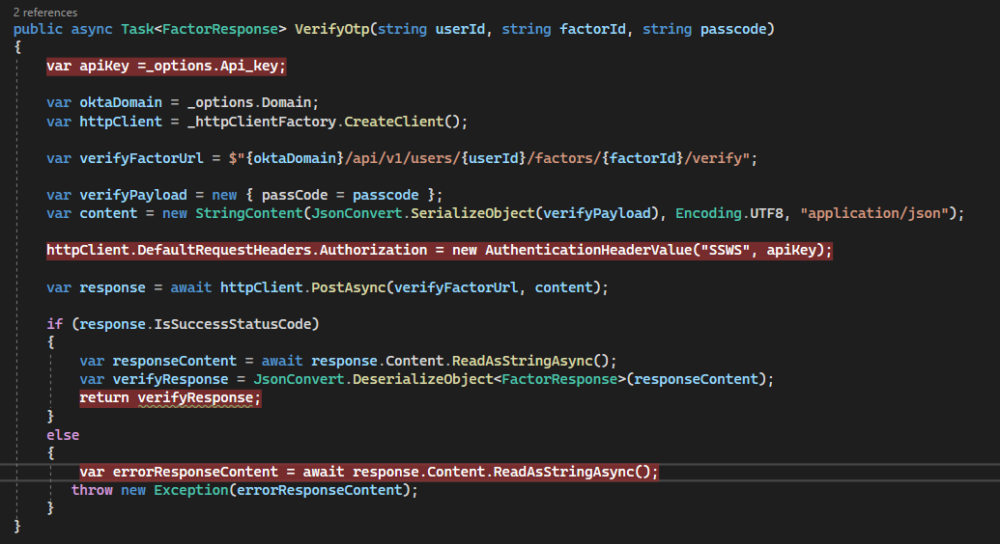 2 references
public async Task<FactorResponse> VerifyOtp(string userId, string factorId, string passcode)
{
var apiKey =_options.Api_key;
var oktaDomain = _options.Domain;
var httpClient = _httpClientFactory.CreateClient();
var verifyFactorUrl = $"{oktaDomain}/api/v1/users/{userId}/factors/{factorId}/verify";
var verifyPayload = new { passCode = passcode };
var content = new StringContent(JsonConvert.SerializeObject(verifyPayload), Encoding.UTF8, "application/json");
httpClient.DefaultRequestHeaders.Authorization = new AuthenticationHeaderValue("SSWS", apiKey);
var response = await httpClient.PostAsync(verifyFactorUrl, content);
if (response.IsSuccessStatusCode)
{
var responseContent = await response.Content.ReadAsStringAsync();
var verifyResponse = JsonConvert.DeserializeObject<FactorResponse>(responseContent);
return verifyResponse;
}
else
{
var errorResponseContent = await response.Content.ReadAsStringAsync();
throw new Exception(errorResponseContent);
}
}